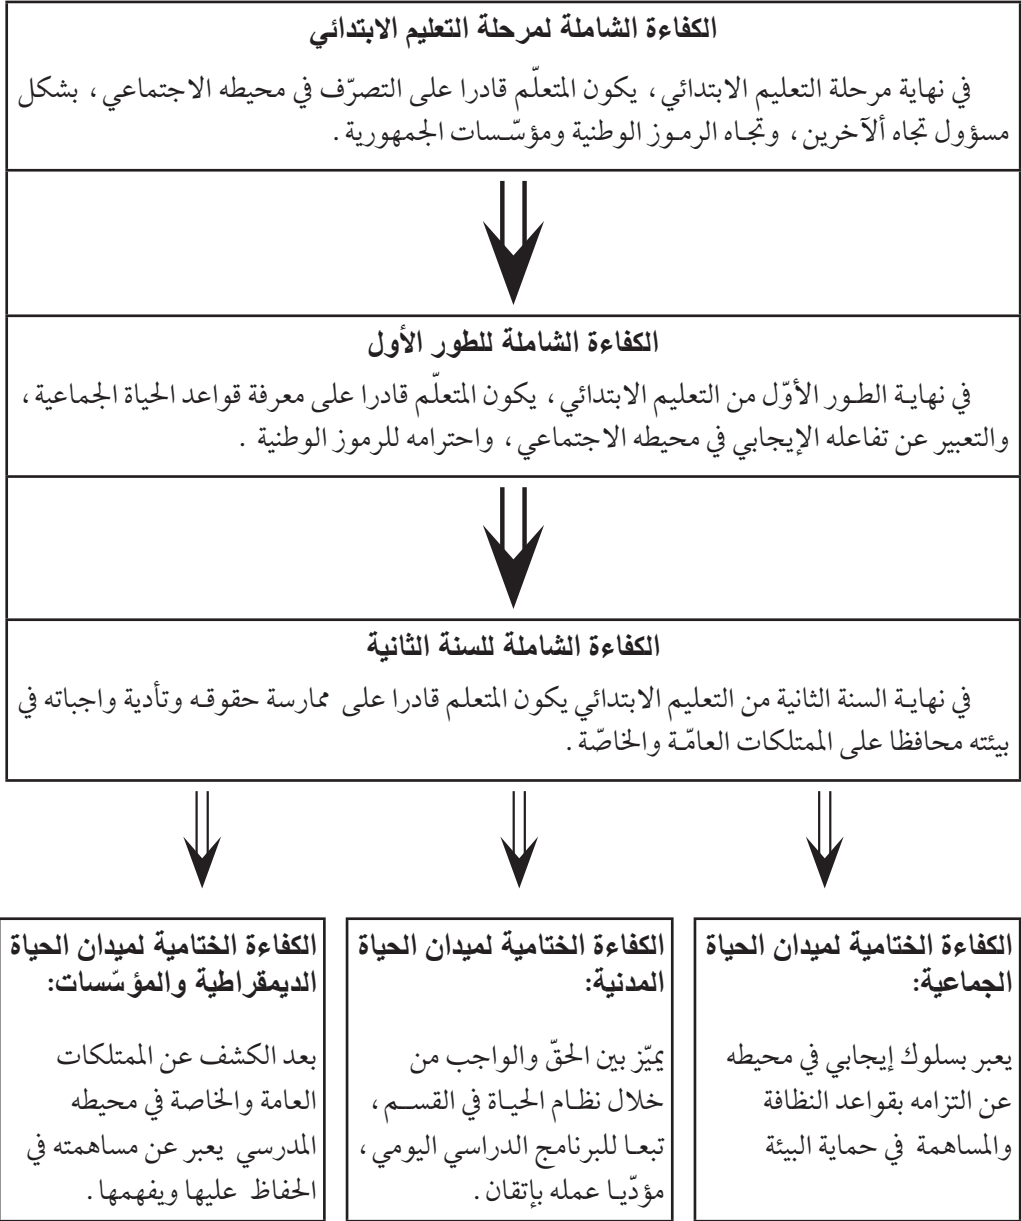 الكفاءة الشاملة لمرحلة التعليم الابتدائي
في نهاية مرحلة التعليم الابتدائي، يكون المتعلّم قادرا على التصرّف في محيطه الاجتماعي، بشكل
مسؤول تجاه ألآخرين، وتجاه الرموز الوطنية ومؤسّسات الجمهورية.
الكفاءة الشاملة للطور الأول
في نهاية الطور الأوّل من التعليم الابتدائي، يكون المتعلّم قادرا على معرفة قواعد الحياة الجماعية،
والتعبير عن تفاعله الإيجابي في محيطه الاجتماعي، واحترامه للرموز الوطنية .
الكفاءة الشاملة للسنة الثانية
في نهاية السنة الثانية من التعليم الابتدائي يكون المتعلم قادرا على ممارسة حقوقه وتأدية واجباته في
بيئته محافظا على الممتلكات العامّة والخاصّة.
الكفاءة الختامية لميدان الحياة
الجماعية:
يعبر بسلوك إيجابي في محيطه
عن التزامه بقواعد النظافة
والمساهمة في حماية البيئة
الكفاءة الختامية لميدان الحياة
المدنية:
يميّز بين الحقّ والواجب من
خلال نظام الحياة في القسم،
تبعا للبرنامج الدراسي اليومي،
مؤدّيا عمله بإتقان.
الكفاءة الختامية لميدان الحياة
الديمقراطية والمؤسّسات:
بعد الكشف عن الممتلكات
العامة والخاصة في محيطه
المدرسي يعبر عن مساهمته في
الحفاظ عليها ويفهمها.